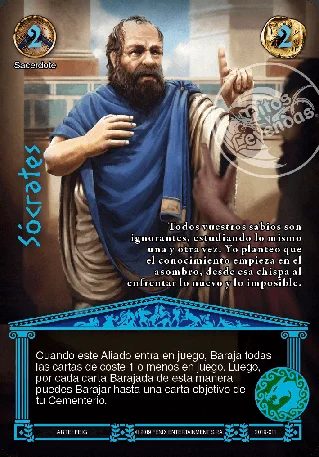 2
2
Sacerdote
Mitos y
Leyendas
Sócrates
Todos vuestros sabios son
ignorantes, estudiando lo mismo
una y otra vez. Yo planteo que
el conocimiento empieza en el
asombro, desde esa chispa al
enfrentar lo nuevo y lo imposible.
Cuando este Aliado entra en juego, Baraja todas
las cartas de coste 1 o menos en juego. Luego,
por cada carta Barajada de esta manera
puedes Barajar hasta una carta objetivo de
tu Cementerio.